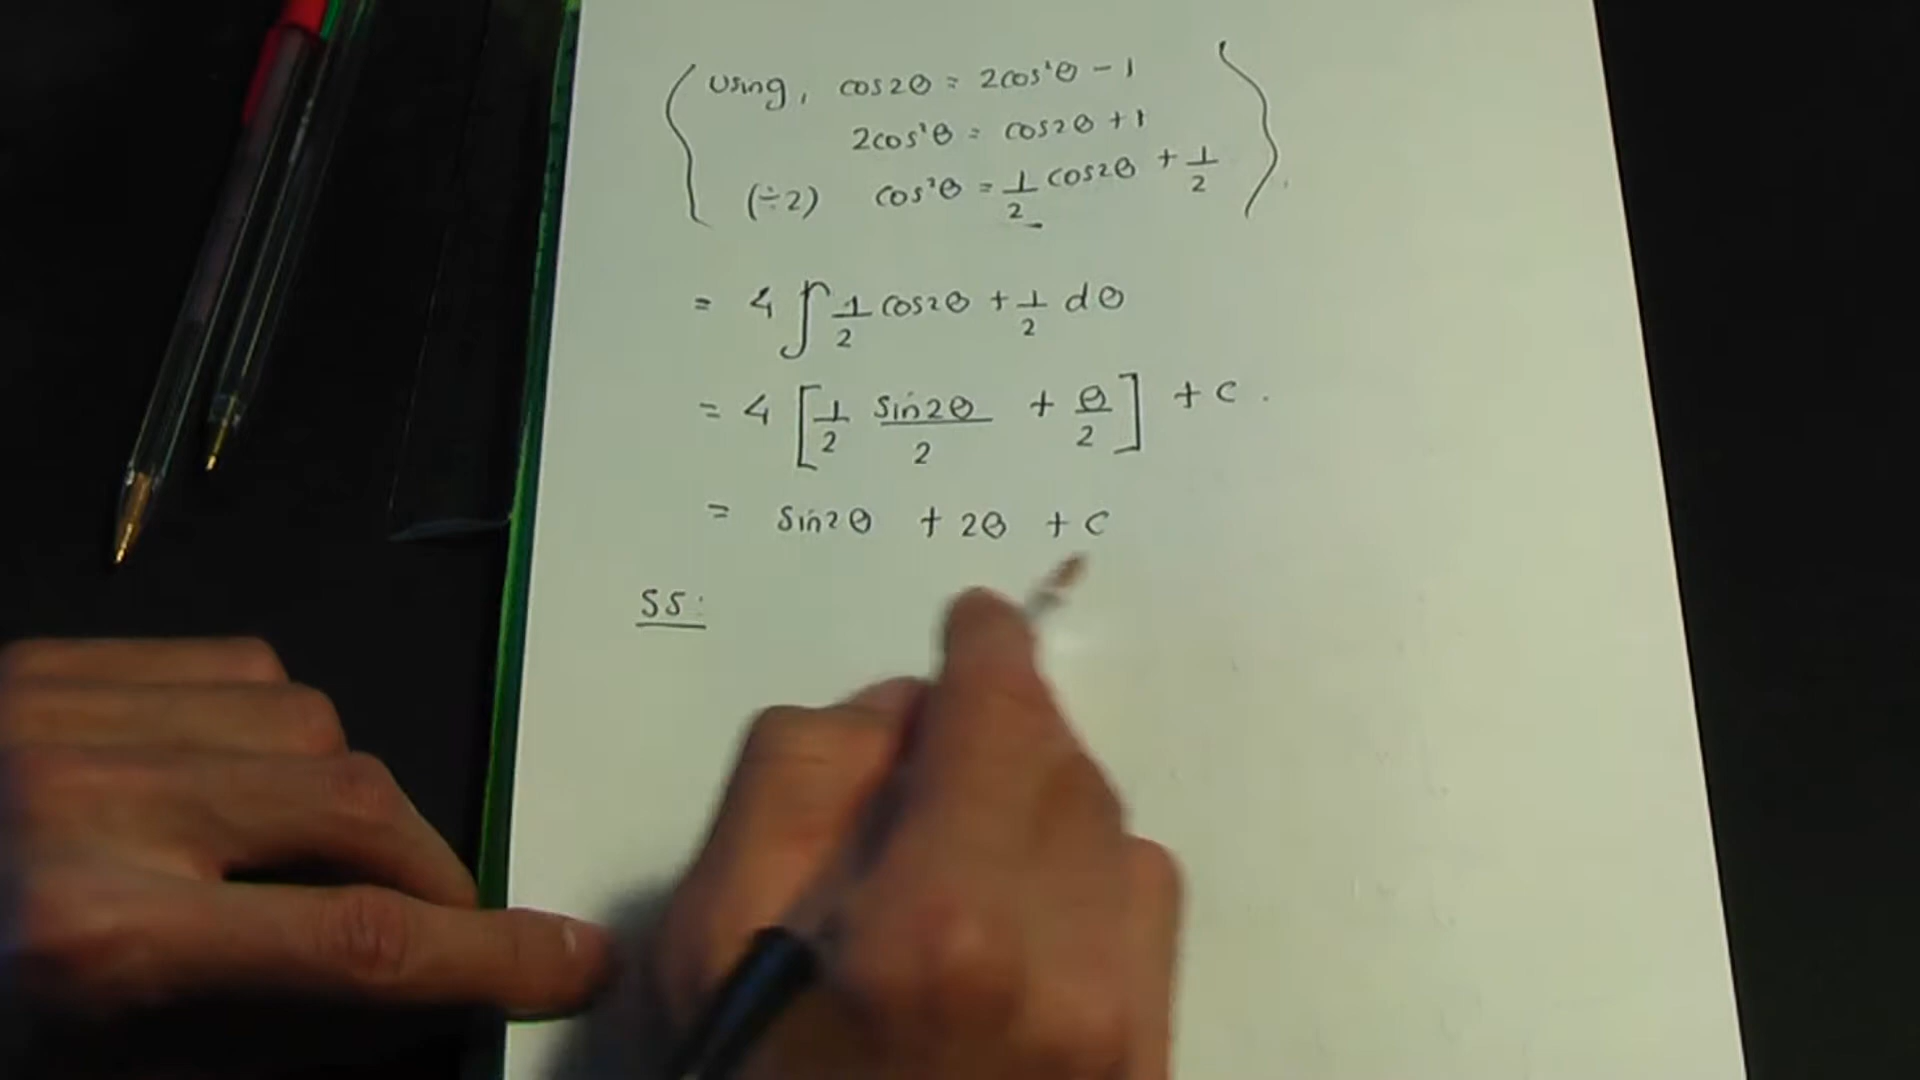 Using, cos2θ = 2cos²θ - 1
2cos²θ = cos2θ + 1
(÷2) cos²θ = 1/2 cos2θ + 1/2
= 4 ∫ 1/2 cos2θ + 1/2 dθ
= 4 [1/2 sin2θ/2 + θ/2] + c.
= sin2θ + 2θ + c
S5: